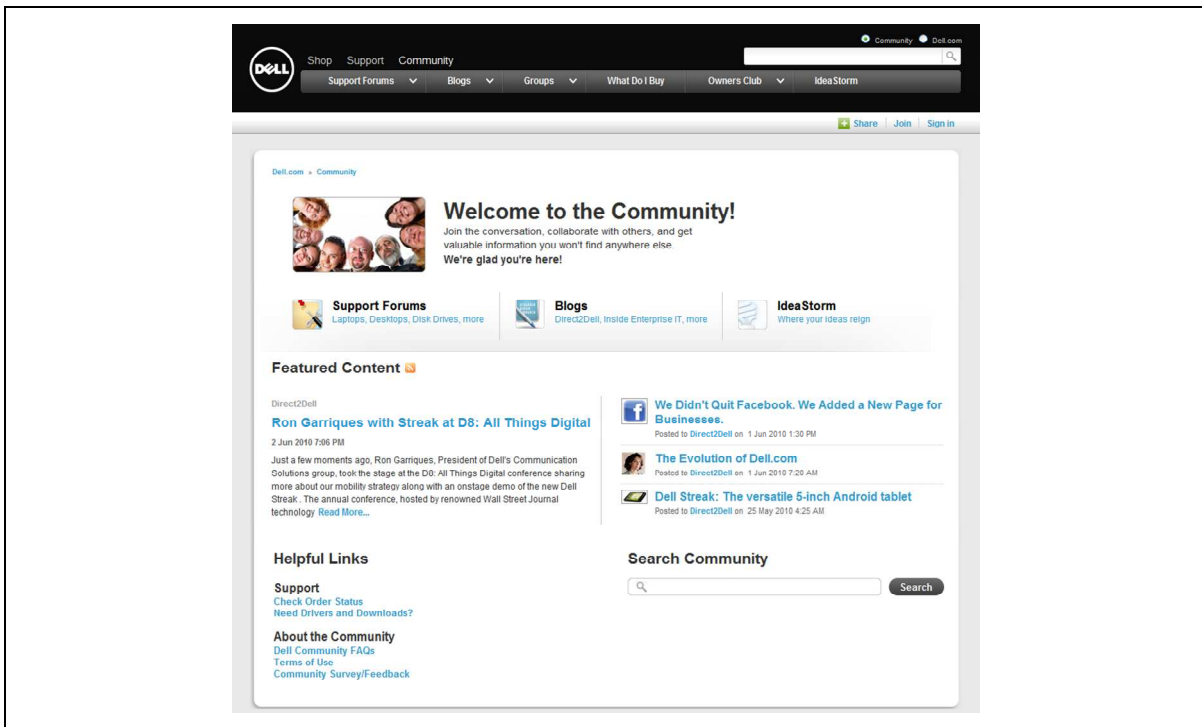 Community Dell.com
DELL
Shop Support Community
Support Forums Blogs Groups What Do I Buy Owners Club IdeaStorm
Share Join Sign in
Dell.com » Community
Welcome to the Community!
Join the conversation, collaborate with others, and get
valuable information you won't find anywhere else.
We're glad you're here!
Support Forums
Laptops, Desktops, Disk Drives, more
Blogs
Direct2Dell, Inside Enterprise IT, more
IdeaStorm
Where your ideas reign
Featured Content
Direct2Dell
Ron Garriques with Streak at D8: All Things Digital
2 Jun 2010 7:06 PM
Just a few moments ago, Ron Garriques, President of Dell's Communication
Solutions group, took the stage at the D8: All Things Digital conference sharing
more about our mobility strategy along with an onstage demo of the new Dell
Streak . The annual conference, hosted by renowned Wall Street Journal
technology Read More...
We Didn't Quit Facebook. We Added a New Page for
Businesses.
Posted to Direct2Dell on 1 Jun 2010 1:30 PM
The Evolution of Dell.com
Posted to Direct2Dell on 1 Jun 2010 7:20 AM
Dell Streak: The versatile 5-inch Android tablet
Posted to Direct2Dell on 25 May 2010 4:25 AM
Helpful Links
Support
Check Order Status
Need Drivers and Downloads?
About the Community
Dell Community FAQs
Terms of Use
Community Survey/Feedback
Search Community
Search